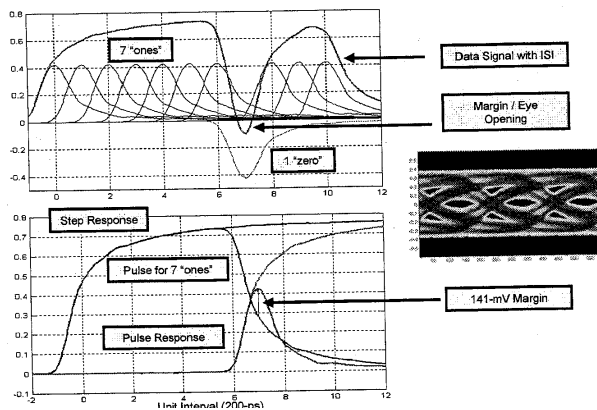 0.8
0.6
0.4
0.2
0
-0.2
-0.4
0 2 4 6 8 10 12
7 "ones"
1 "zero"
Data Signal with ISI
Margin / Eye
Opening
0.8
0.7
0.6
0.5
0.4
0.3
0.2
0.1
0
-0.1
-2 0 2 4 6 8 10 12
Step Response
Pulse for 7 "ones"
Pulse Response
141-mV Margin
Unit Interval (200-ps)